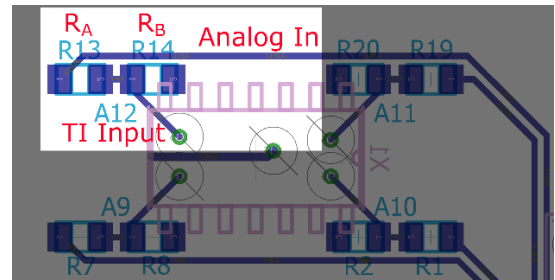 RA RB Analog In
R13 R14 R20 R19
A12 A11
TI Input
X1
A9 A10
R7 R8 R2 R1